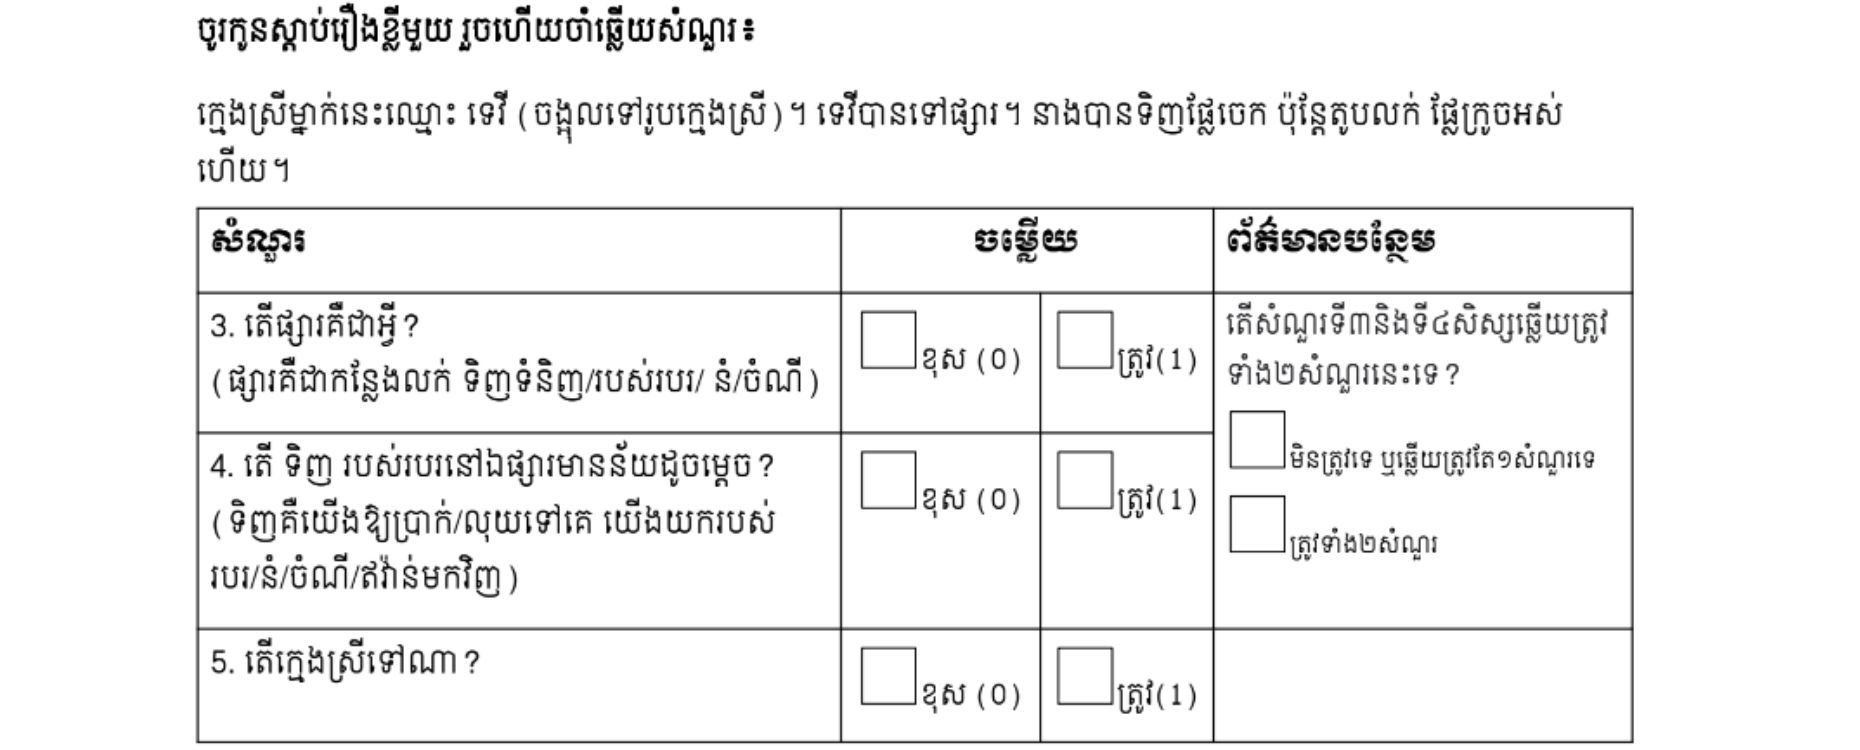 ចូរកូនស្ដាប់រឿងខ្លីមួយ រួចហើយចាំឆ្លើយសំណួរ៖
ក្មេងស្រីម្នាក់នេះឈ្មោះ ទេវី (ចង្អុលទៅរូបក្មេងស្រី)។ ទេវីបានទៅផ្សារ។ នាងបានទិញផ្លែចេក ប៉ុន្តែតូបលក់ ផ្លែក្រូចអស់
ហើយ។
សំណួរ
ចម្លើយ
ព័ត៌មានបន្ថែម
3. តើផ្សារគឺជាអ្វី?
(ផ្សារគឺជាកន្លែងលក់ ទិញទំនិញ/របស់របរ/ នំ/ចំណី)
ខុស (0)
ត្រូវ(1)
តើសំណួរទី៣និងទី៤សិស្សឆ្លើយត្រូវ
ទាំង២សំណួរនេះទេ?
មិនត្រូវទេ ឬឆ្លើយត្រូវតែ១សំណួរទេ
ត្រូវទាំង២សំណួរ
4. តើ ទិញ របស់របរនៅឯផ្សារមានន័យដូចម្ដេច?
(ទិញគឺយើងឱ្យប្រាក់/លុយទៅគេ យើងយករបស់
របរ/នំ/ចំណី/ឥវ៉ាន់មកវិញ)
ខុស (0)
ត្រូវ(1)
5. តើក្មេងស្រីទៅណា?
ខុស (0)
ត្រូវ(1)